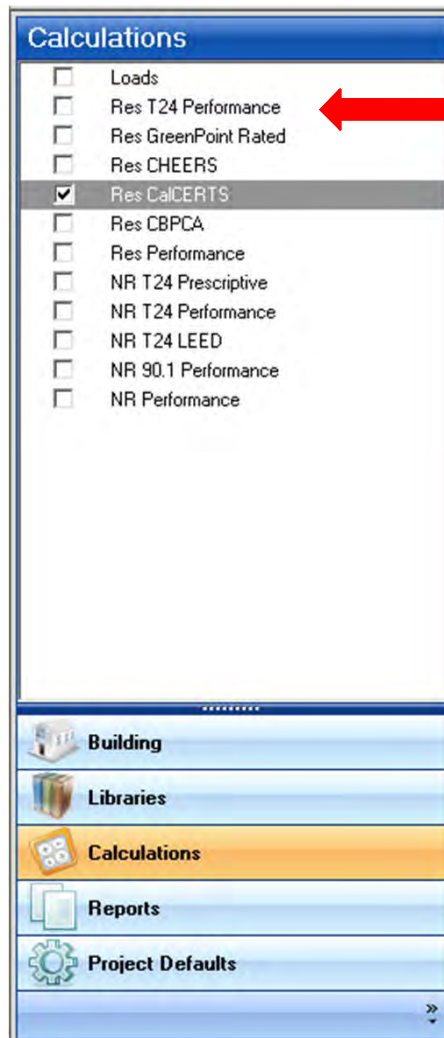 Calculations
Loads
Res T24 Performance
Res GreenPoint Rated
Res CHEERS
Res CalCERTS
Res CBPCA
Res Performance
NR T24 Prescriptive
NR T24 Performance
NR T24 LEED
NR 90.1 Performance
NR Performance
Building
Libraries
Calculations
Reports
Project Defaults